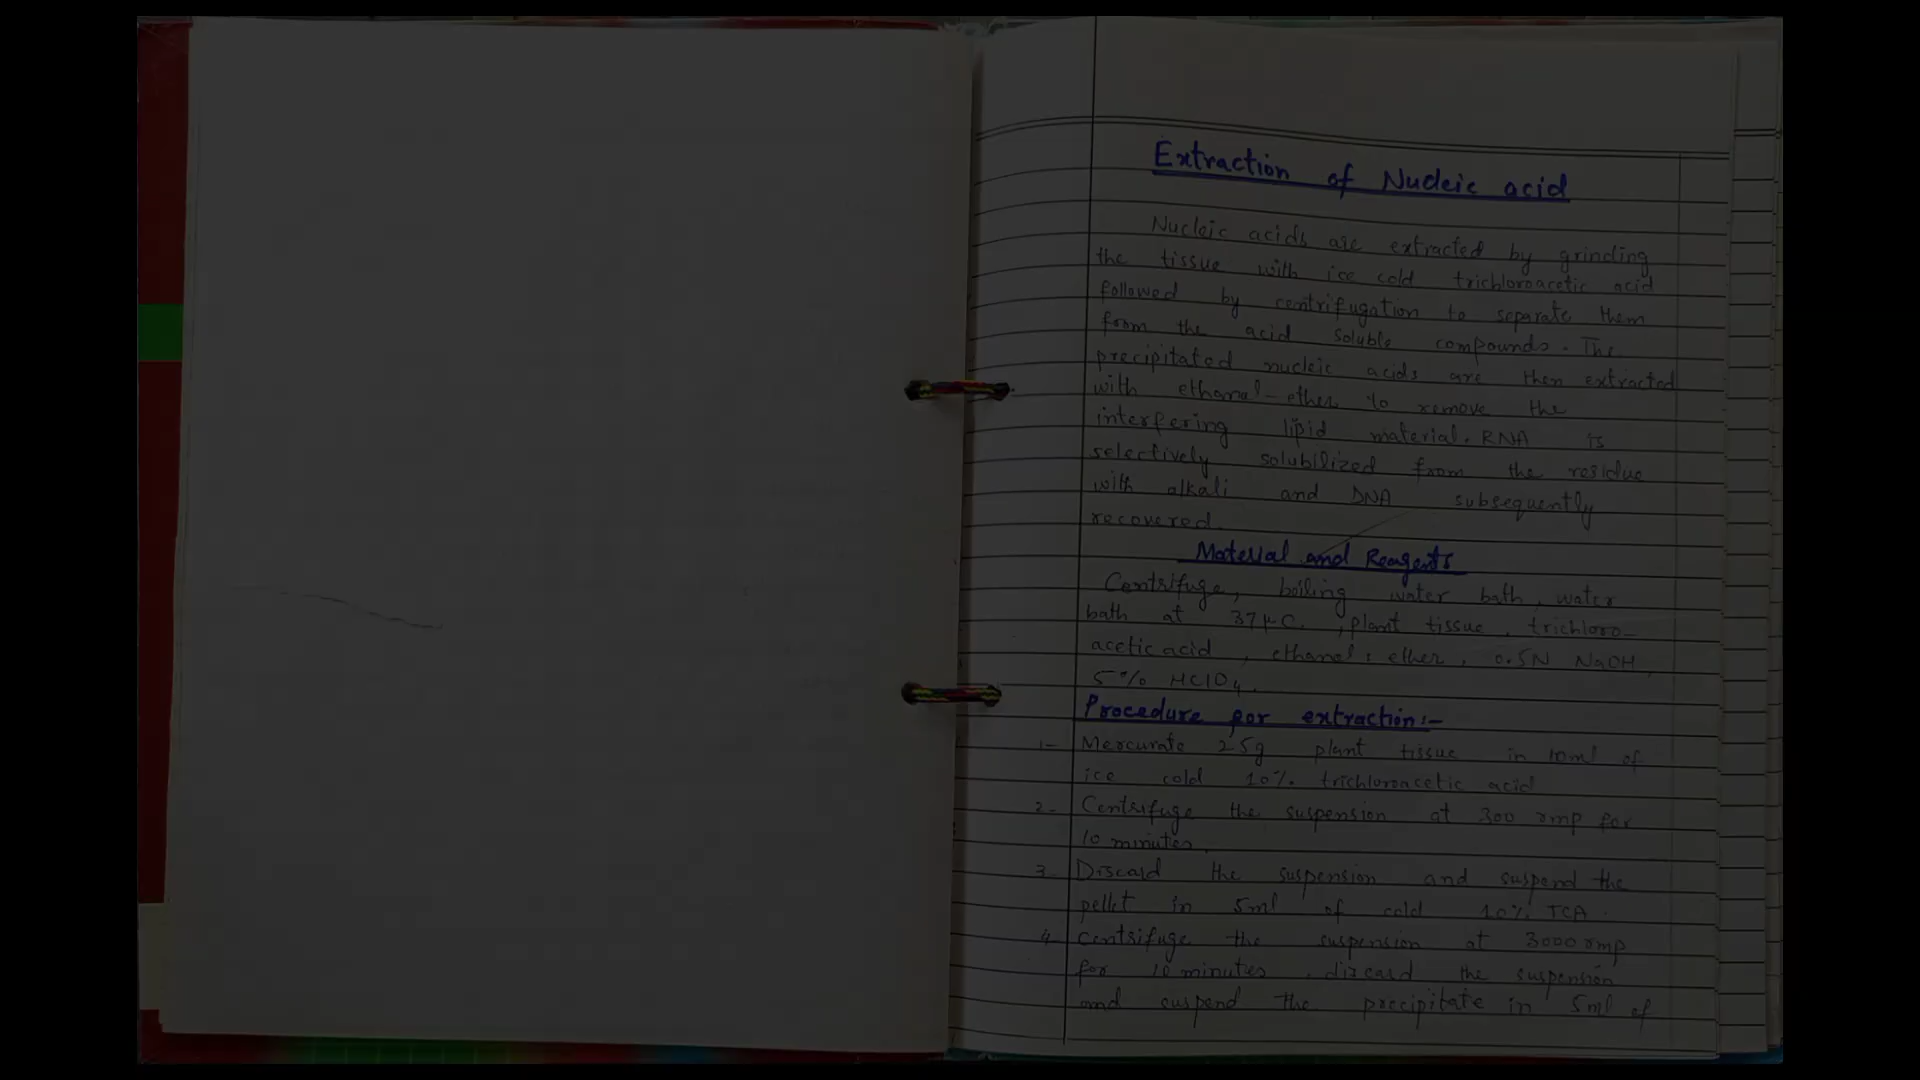 Extraction of Nucleic acid
Nucleic acids are extracted by grinding
the tissue with ice cold trichloroacetic acid
followed by centrifugation to separate them
from the acid soluble compounds. The
precipitated nucleic acids are then extracted
with ethanol-ether to remove the
interfering lipid material. RNA is
selectively solubilized from the residue
with alkali and DNA subsequently
recovered.
Material and Reagents
Centrifuge, boiling water bath, water
bath at 37µC., plant tissue, trichloro-
acetic acid, ethanol: ether, 0.5N NaOH,
5% HClO4.
Procedure for extraction:-
1- Mercurate 25g plant tissue in 10ml of
ice cold 10% trichloroacetic acid
2- Centrifuge the suspension at 300 rmp for
10 minutes.
3- Discard the suspension and suspend the
pellet in 5ml of cold 10% TCA.
4- Centrifuge the suspension at 3000 rmp
for 10 minutes. discard the suspension
and suspend the precipitate in 5ml of